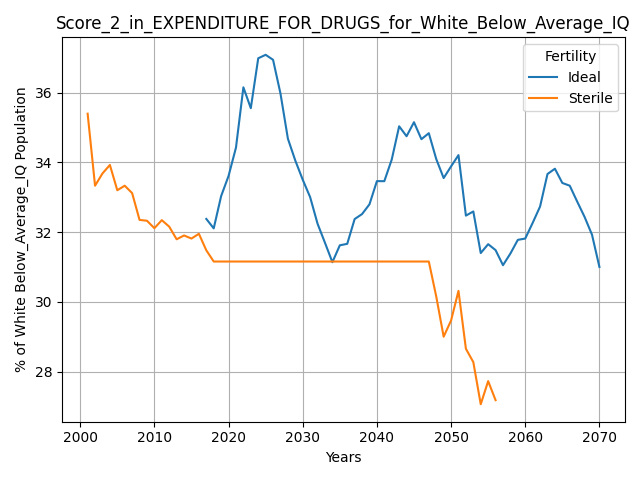 Score_2_in_EXPENDITURE_FOR_DRUGS_for_White_Below_Average_IQ
Fertility
Ideal
Sterile
% of White Below_Average_IQ Population
36
34
32
30
28
2000 2010 2020 2030 2040 2050 2060 2070
Years